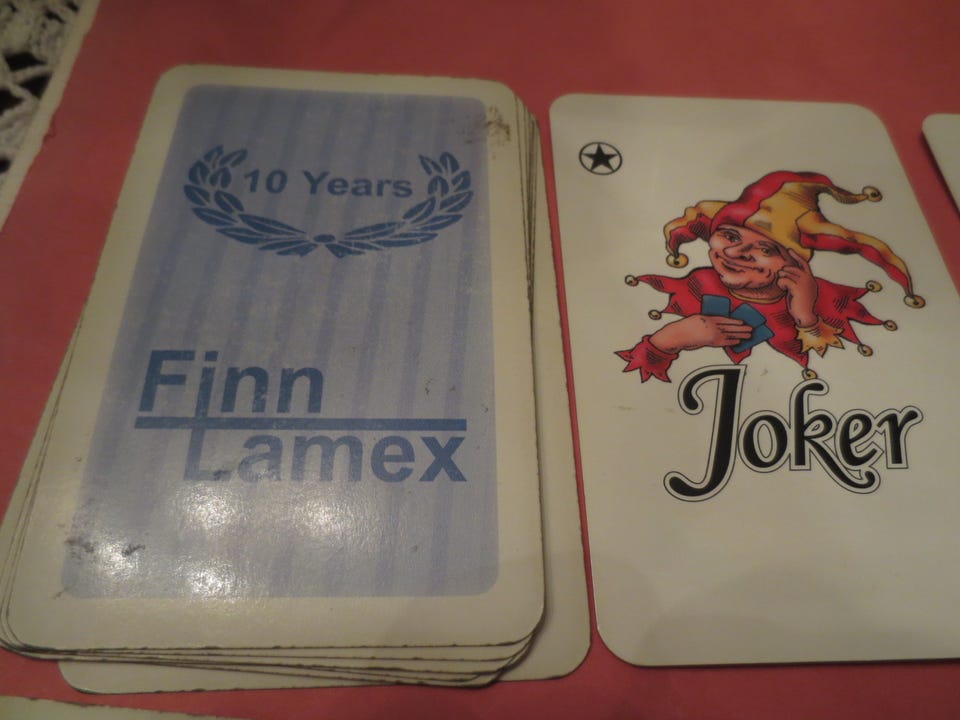 10 Years
Finn
Lamex
Joker